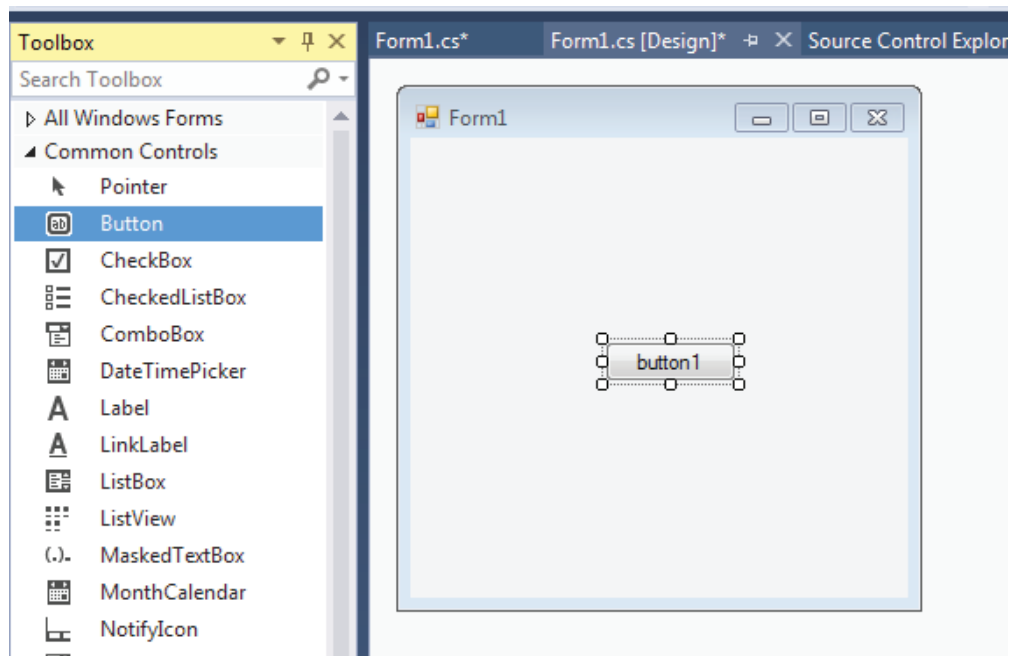 Toolbox
Search Toolbox
All Windows Forms
Common Controls
Pointer
Button
CheckBox
CheckedListBox
ComboBox
DateTimePicker
Label
LinkLabel
ListBox
ListView
MaskedTextBox
MonthCalendar
NotifyIcon
Form1.cs* Form1.cs [Design]* Source Control Explor
Form1
button1